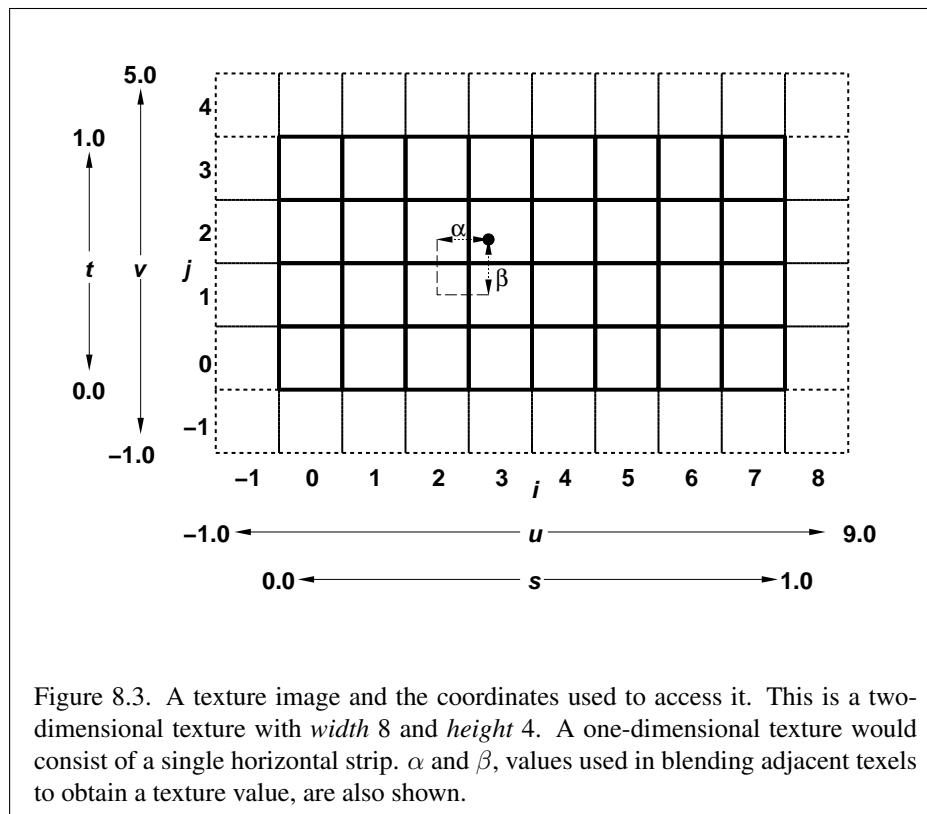 5.0
4
1.0
3
α
2
t v j
β
1
0
0.0
−1
−1.0
−1 0 1 2 3 4 5 6 7 8
i
−1.0 u 9.0
0.0 s 1.0
Figure 8.3. A texture image and the coordinates used to access it. This is a two-
dimensional texture with width 8 and height 4. A one-dimensional texture would
consist of a single horizontal strip. α and β, values used in blending adjacent texels
to obtain a texture value, are also shown.